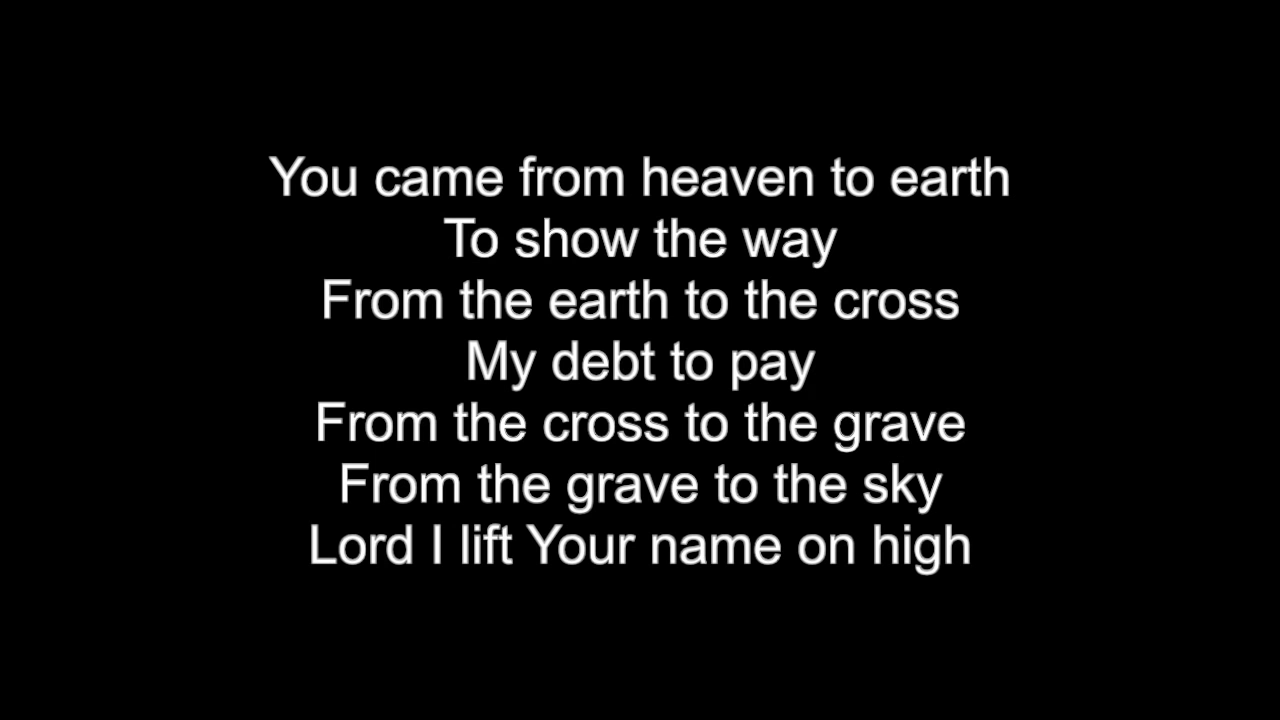 You came from heaven to earth
To show the way
From the earth to the cross
My debt to pay
From the cross to the grave
From the grave to the sky
Lord I lift Your name on high